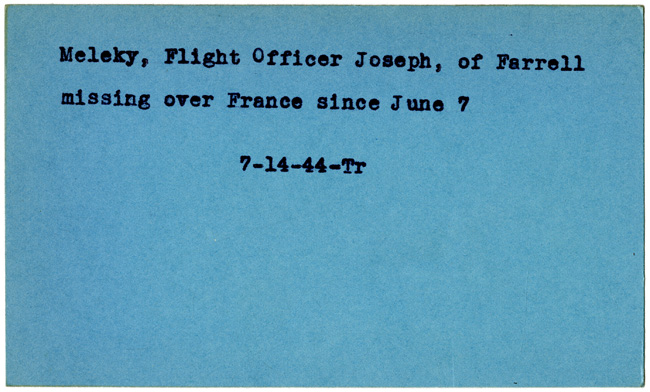 Meleky, Flight Officer Joseph, of Farrell
missing over France since June 7
7-14-44-Tr